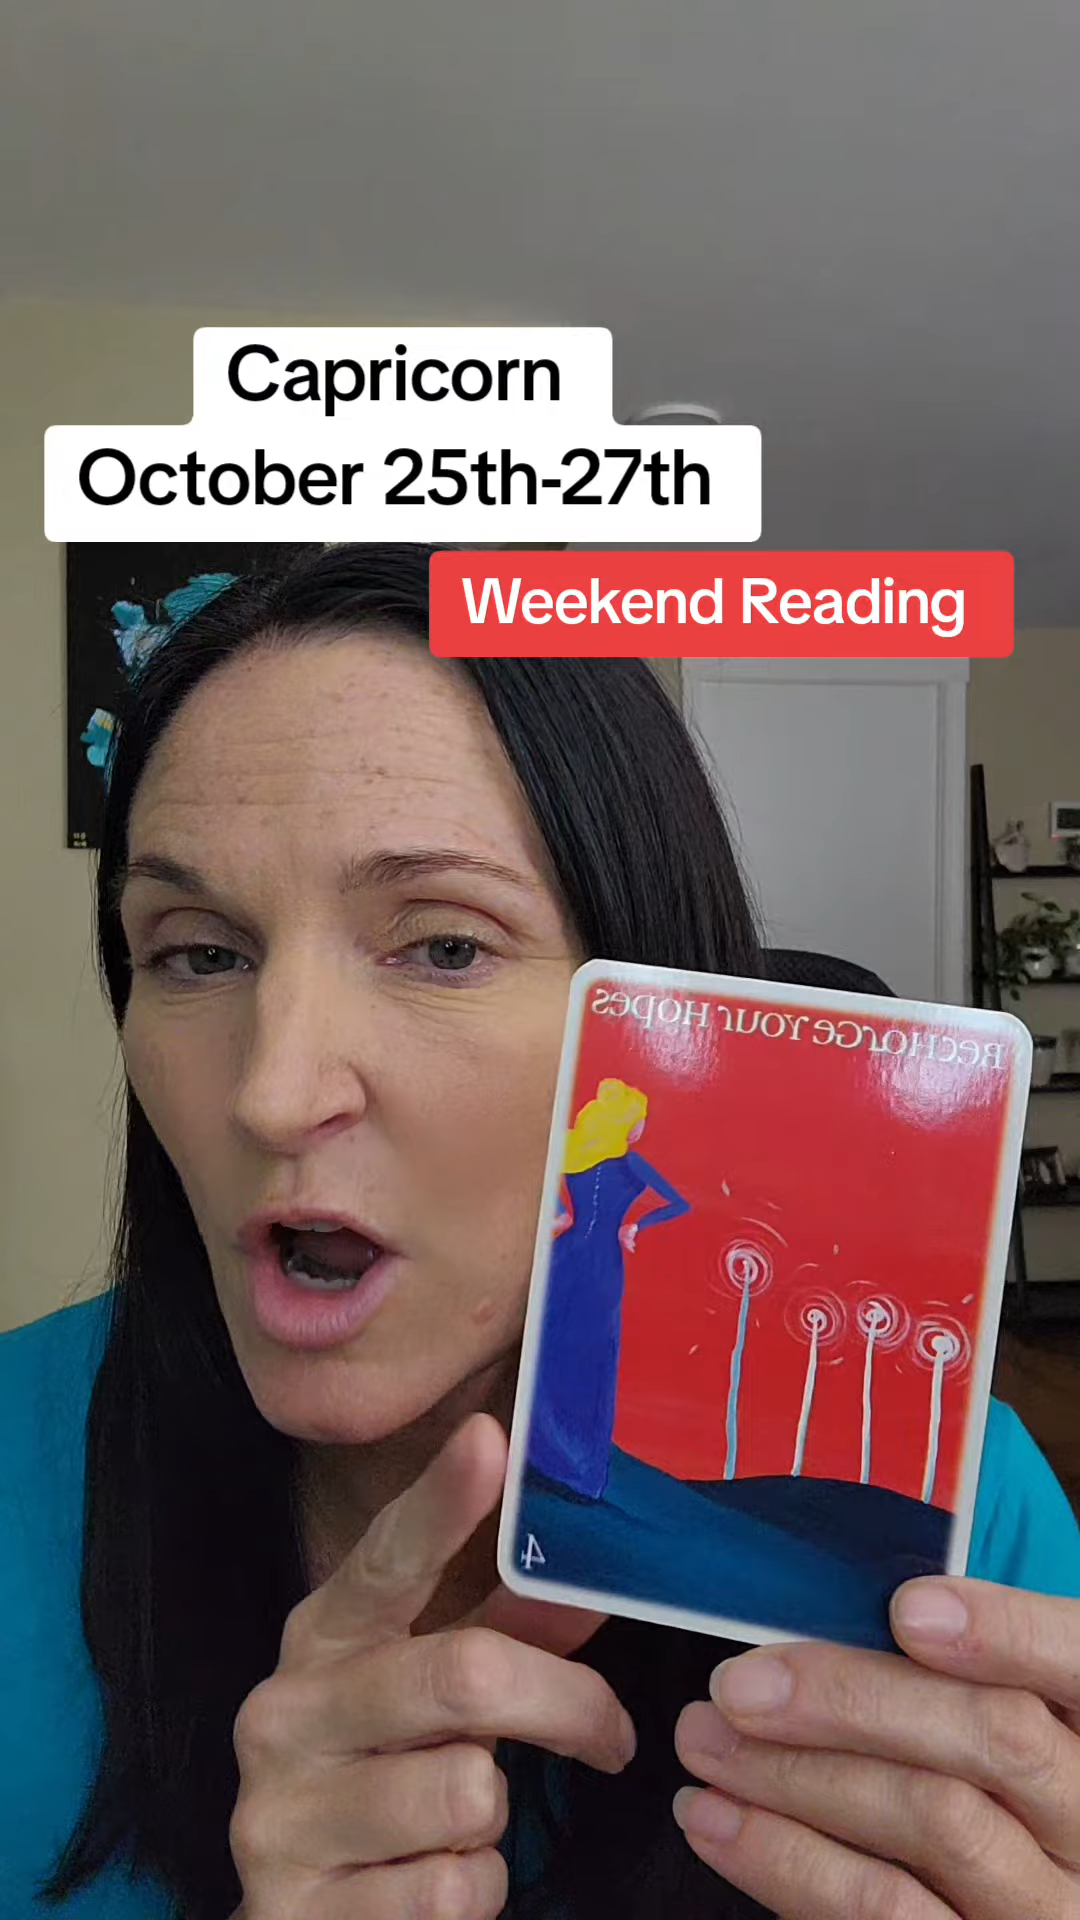 Capricorn
October 25th-27th
Weekend Reading
Recharge Your Hopes
4